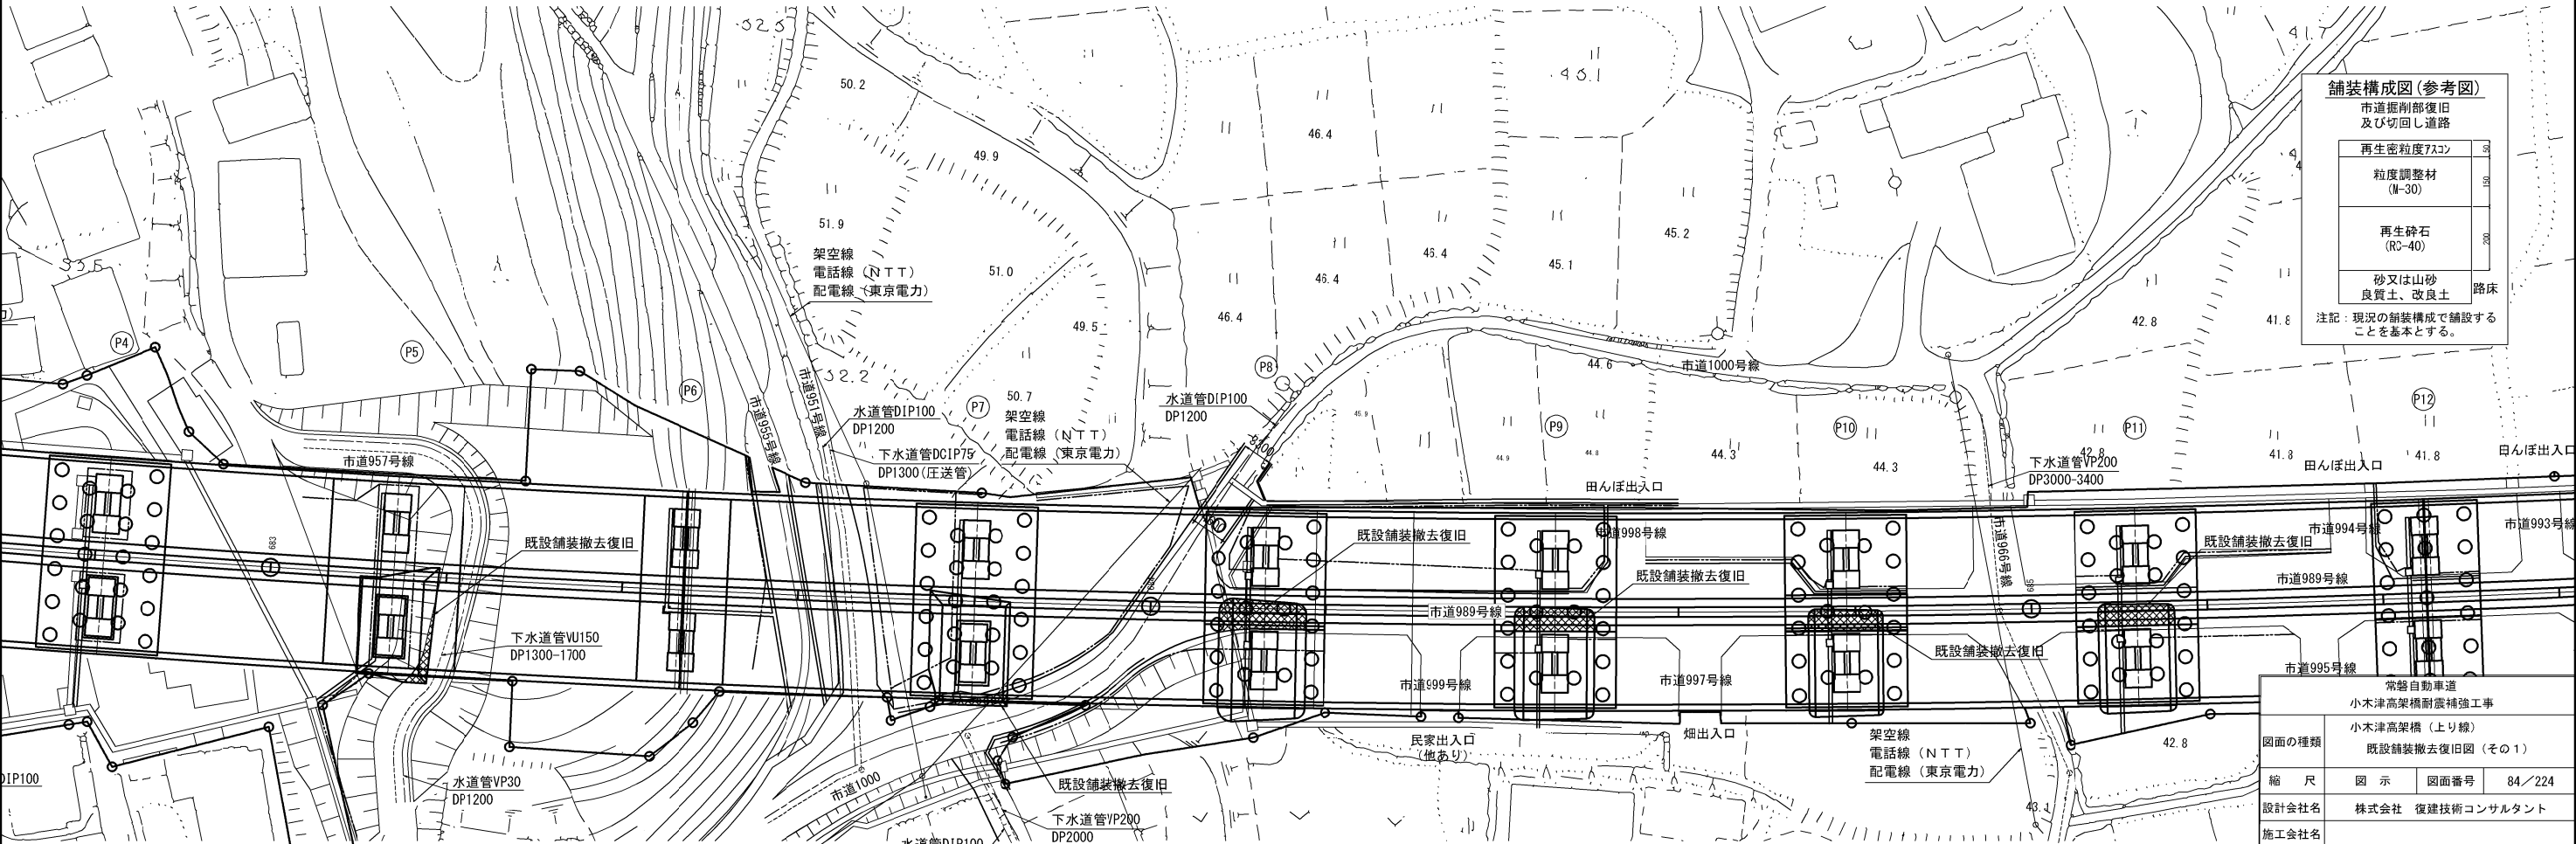 舗装構成図(参考図)
市道掘削部復旧
及び切回し道路
再生密粒度アスコン
50
粒度調整材
(M-30)
150
再生砕石
(RC-40)
200
砂又は山砂
良質土、改良土
路床
注記：現況の舗装構成で舗設する
ことを基本とする。
50.2
49.9
51.9
架空線
電話線（ＮＴＴ）
配電線（東京電力）
51.0
49.5
50.7
架空線
電話線（ＮＴＴ）
配電線（東京電力）
46.4
46.4
46.4
46.4
45.1
45.2
44.6
42.8
41.8
32.2
P4
P5
P6
P7
P8
P9
P10
P11
P12
市道957号線
市道955号線
市道951号線
水道管DIP100
DP1200
下水道管DCIP75
DP1300(圧送管)
水道管DIP100
DP1200
市道1000号線
45.9
44.9
44.8
44.3
44.3
42.8
41.8
41.8
下水道管VP200
DP3000-3400
田んぼ出入口
田んぼ出入口
田んぼ出入口
683
685
既設舗装撤去復旧
既設舗装撤去復旧
既設舗装撤去復旧
既設舗装撤去復旧
既設舗装撤去復旧
既設舗装撤去復旧
市道998号線
市道966号線
市道994号線
市道993号線
市道989号線
市道989号線
市道999号線
市道997号線
市道995号線
下水道管VU150
DP1300-1700
水道管VP30
DP1200
DIP100
市道1000
下水道管VP200
DP2000
水道管DIP100
民家出入口
(他あり)
畑出入口
架空線
電話線（ＮＴＴ）
配電線（東京電力）
42.8
43.1
常磐自動車道
小木津高架橋耐震補強工事
図面の種類
小木津高架橋（上り線）
既設舗装撤去復旧図（その１）
縮　尺
図　示
図面番号
84／224
設計会社名
株式会社　復建技術コンサルタント
施工会社名